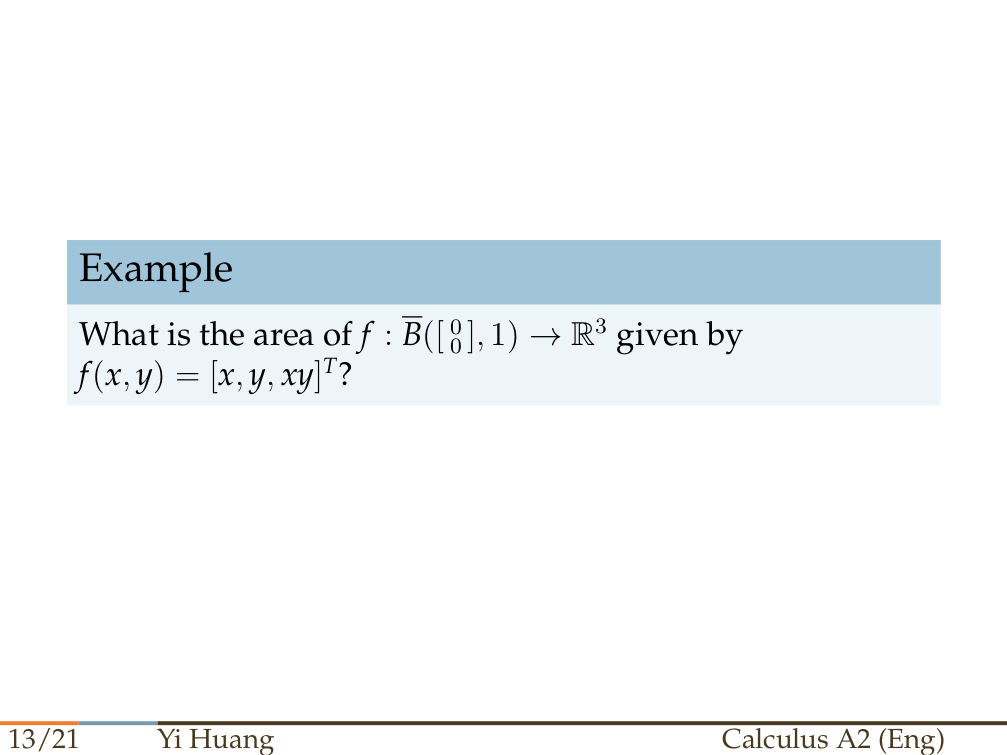 Example
What is the area of f : B̅([ 0 0 ], 1) → ℝ³ given by
f(x, y) = [x, y, xy]ᵀ?
13/21 Yi Huang Calculus A2 (Eng)